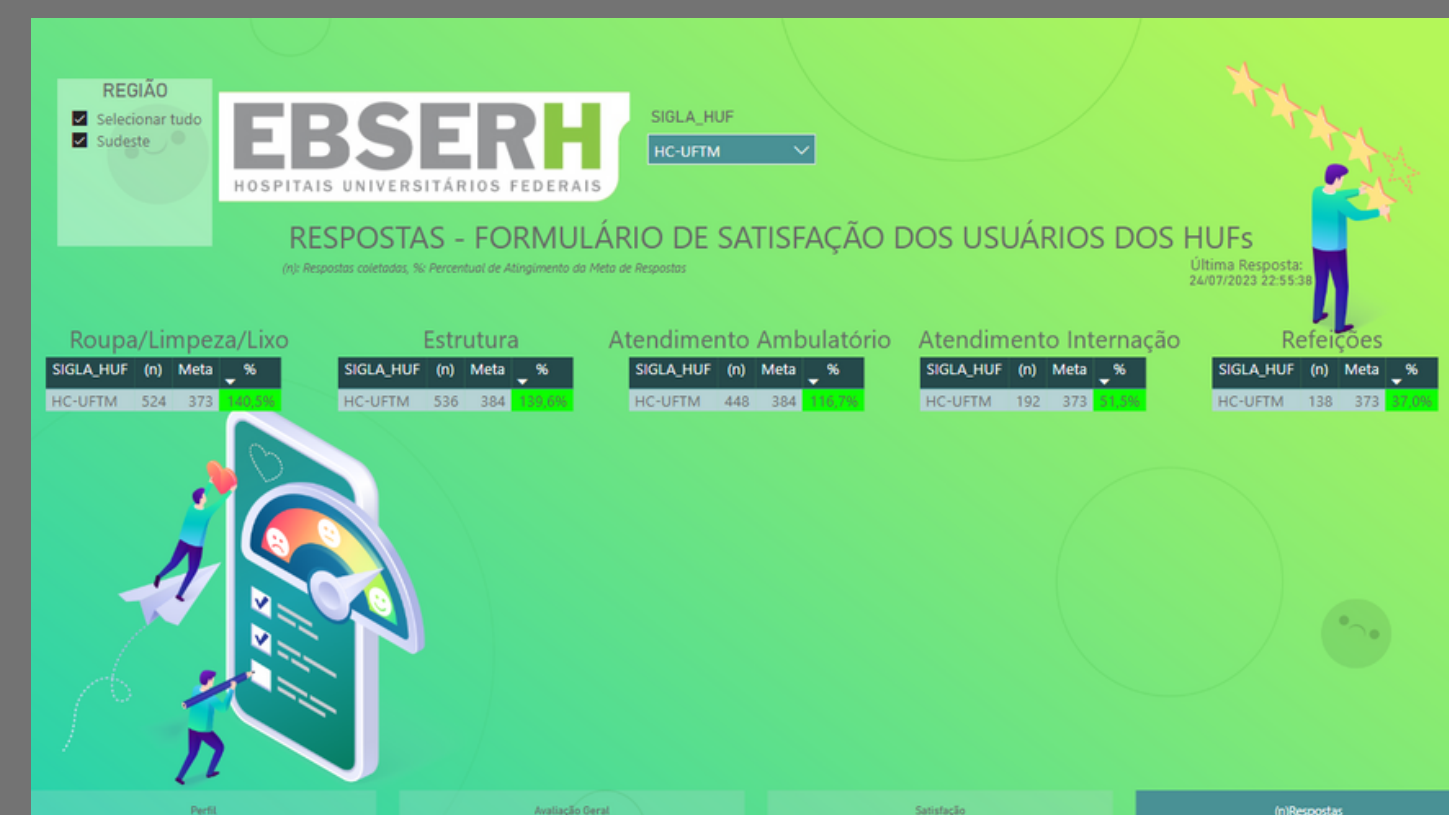 REGIÃO
Selecionar tudo
Sudeste
EBSERH
HOSPITAIS UNIVERSITÁRIOS FEDERAIS
SIGLA_HUF
HC-UFTM
RESPOSTAS - FORMULÁRIO DE SATISFAÇÃO DOS USUÁRIOS DOS HUFs
(n): Respostas coletadas, %: Percentual de Atingimento da Meta de Respostas
Última Resposta:
24/07/2023 22:55:38
Roupa/Limpeza/Lixo
SIGLA_HUF (n) Meta %
HC-UFTM 524 373 140,5%
Estrutura
SIGLA_HUF (n) Meta %
HC-UFTM 536 384 139,6%
Atendimento Ambulatório
SIGLA_HUF (n) Meta %
HC-UFTM 448 384 116,7%
Atendimento Internação
SIGLA_HUF (n) Meta %
HC-UFTM 192 373 51,5%
Refeições
SIGLA_HUF (n) Meta %
HC-UFTM 138 373 37,0%
Perfil
Avaliação Geral
Satisfação
(n)Respostas